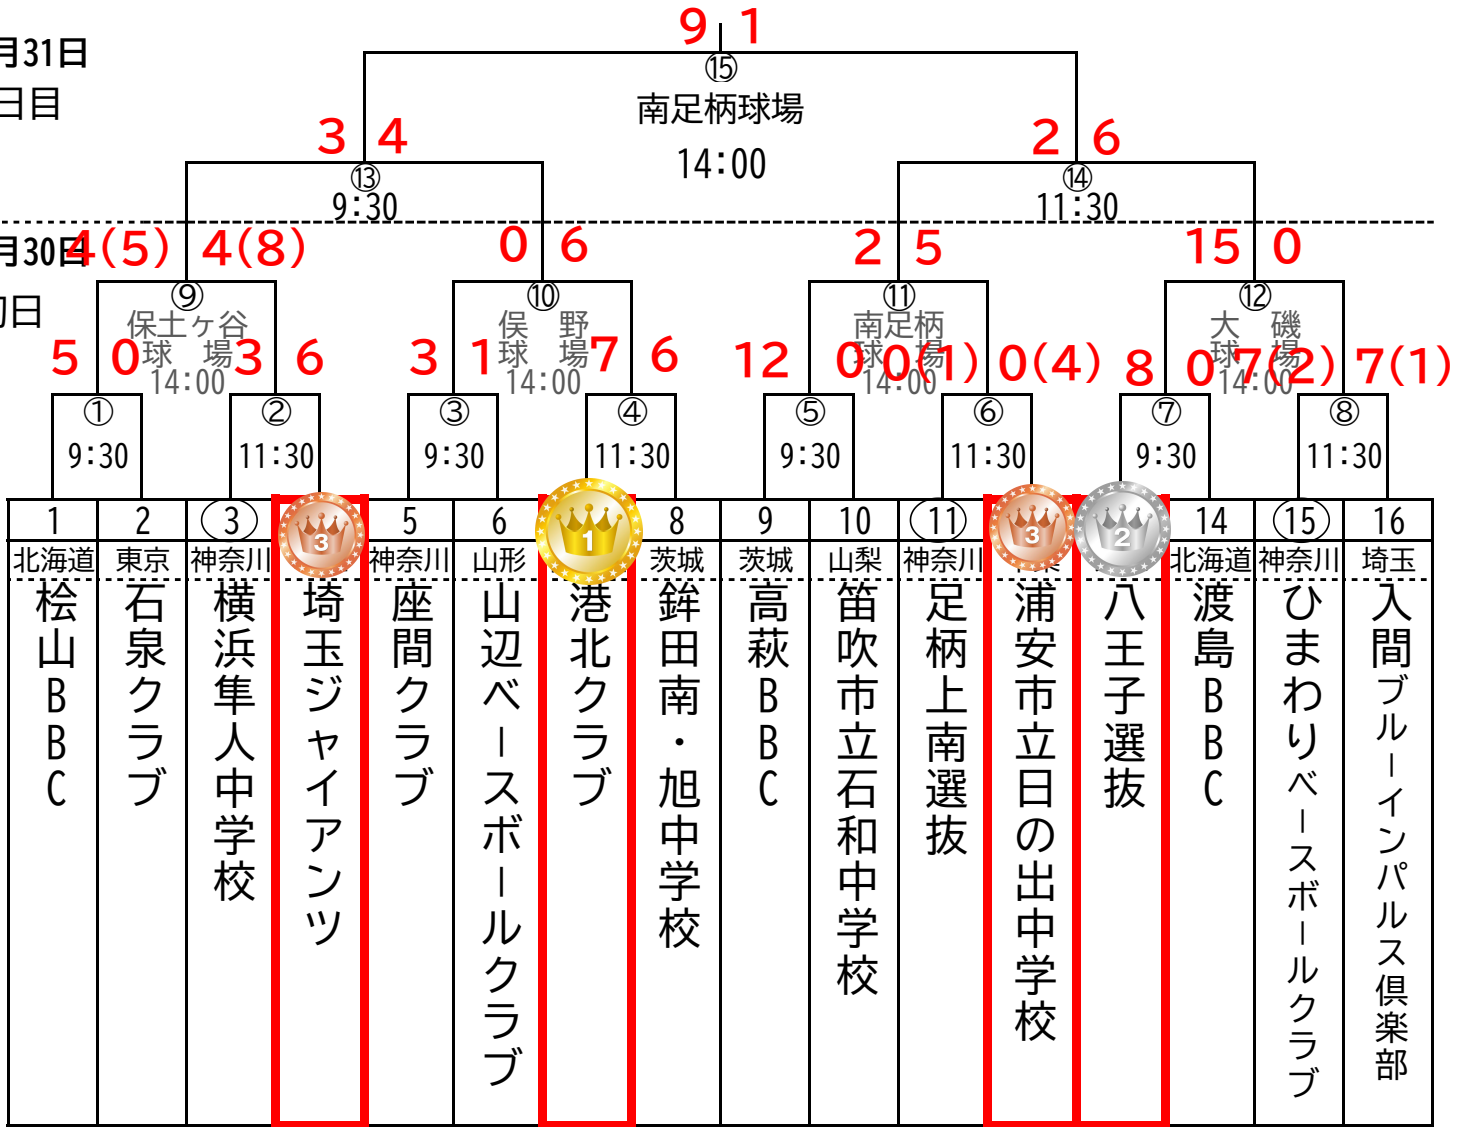 9 1
月31日
⑮
日目
南足柄球場
3 4
2 6
14:00
⑬
⑭
9:30
11:30
月30日
4(5) 4(8)
0 6
2 5
15 0
⑨
⑩
⑪
⑫
初日
保土ヶ谷
球 場
14:00
俣 野
球 場
14:00
南足柄
球 場
14:00
大 磯
球 場
14:00
5 0
3 6
3 1
7 6
12 0
0(1) 0(4)
8 0
7(2) 7(1)
① ② ③ ④ ⑤ ⑥ ⑦ ⑧
9:30 11:30 9:30 11:30 9:30 11:30 9:30 11:30
1 2 3 3 5 6 1 8 9 10 11 3 2 14 15 16
北海道 東京 神奈川 神奈川 山形 茨城 茨城 山梨 神奈川 北海道 神奈川 埼玉
桧山BBC
石泉クラブ
横浜隼人中学校
埼玉ジャイアンツ
座間クラブ
山辺ベースボールクラブ
港北クラブ
鉾田南・旭中学校
高萩BBC
笛吹市立石和中学校
足柄上南選抜
浦安市立日の出中学校
八王子選抜
渡島BBC
ひまわりベースボールクラブ
入間ブルーインパルス倶楽部